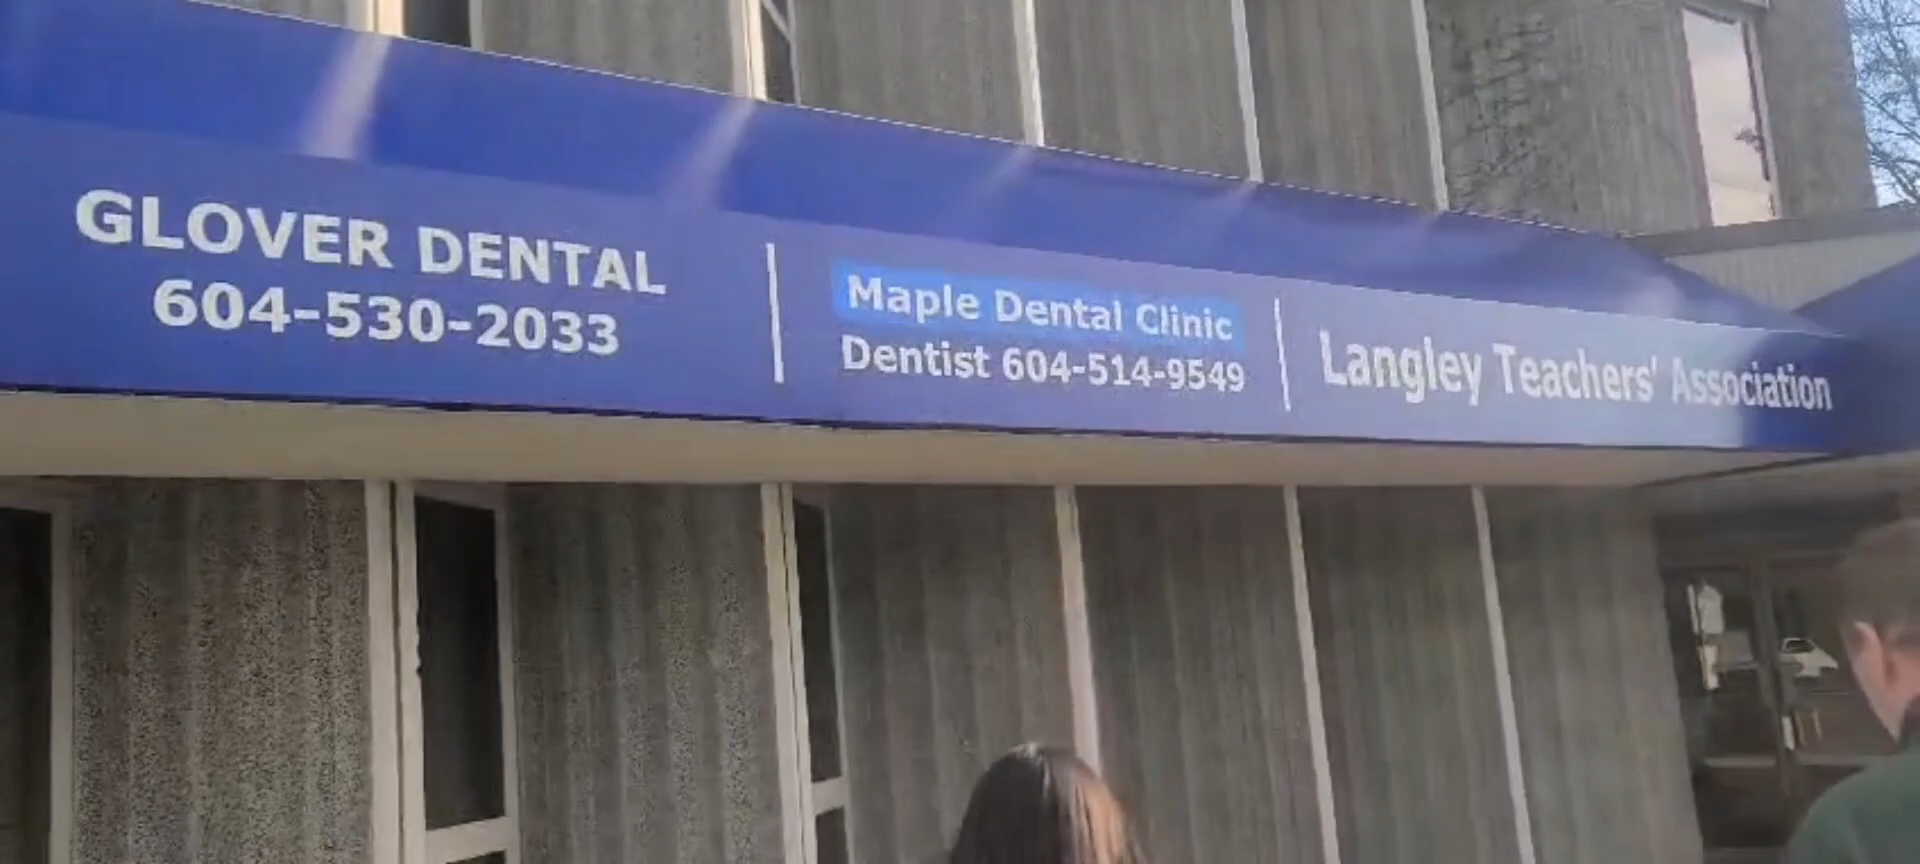 GLOVER DENTAL
604-530-2033
Maple Dental Clinic
Dentist 604-514-9549
Langley Teachers' Association